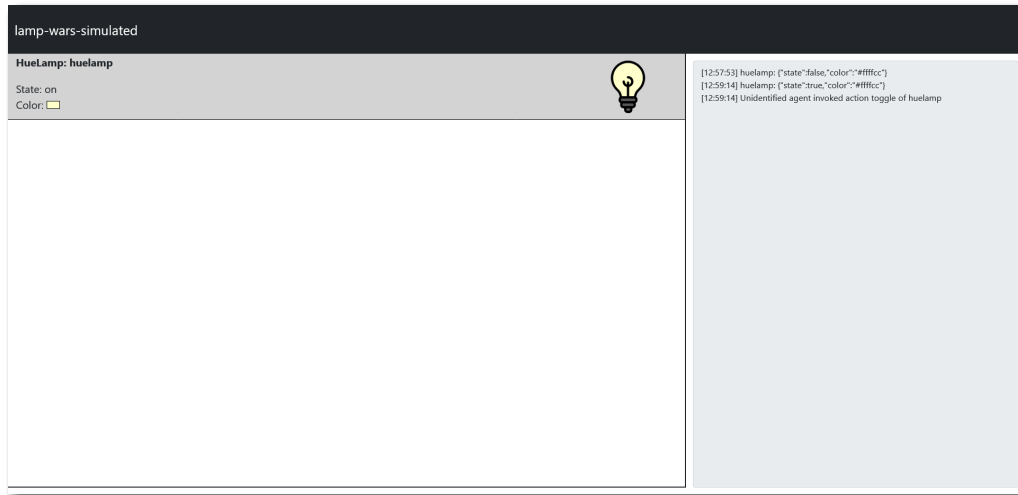 lamp-wars-simulated
HueLamp: huelamp
State: on
Color:
[12:57:53] huelamp: {"state":false,"color":"#ffffcc"}
[12:59:14] huelamp: {"state":true,"color":"#ffffcc"}
[12:59:14] Unidentified agent invoked action toggle of huelamp